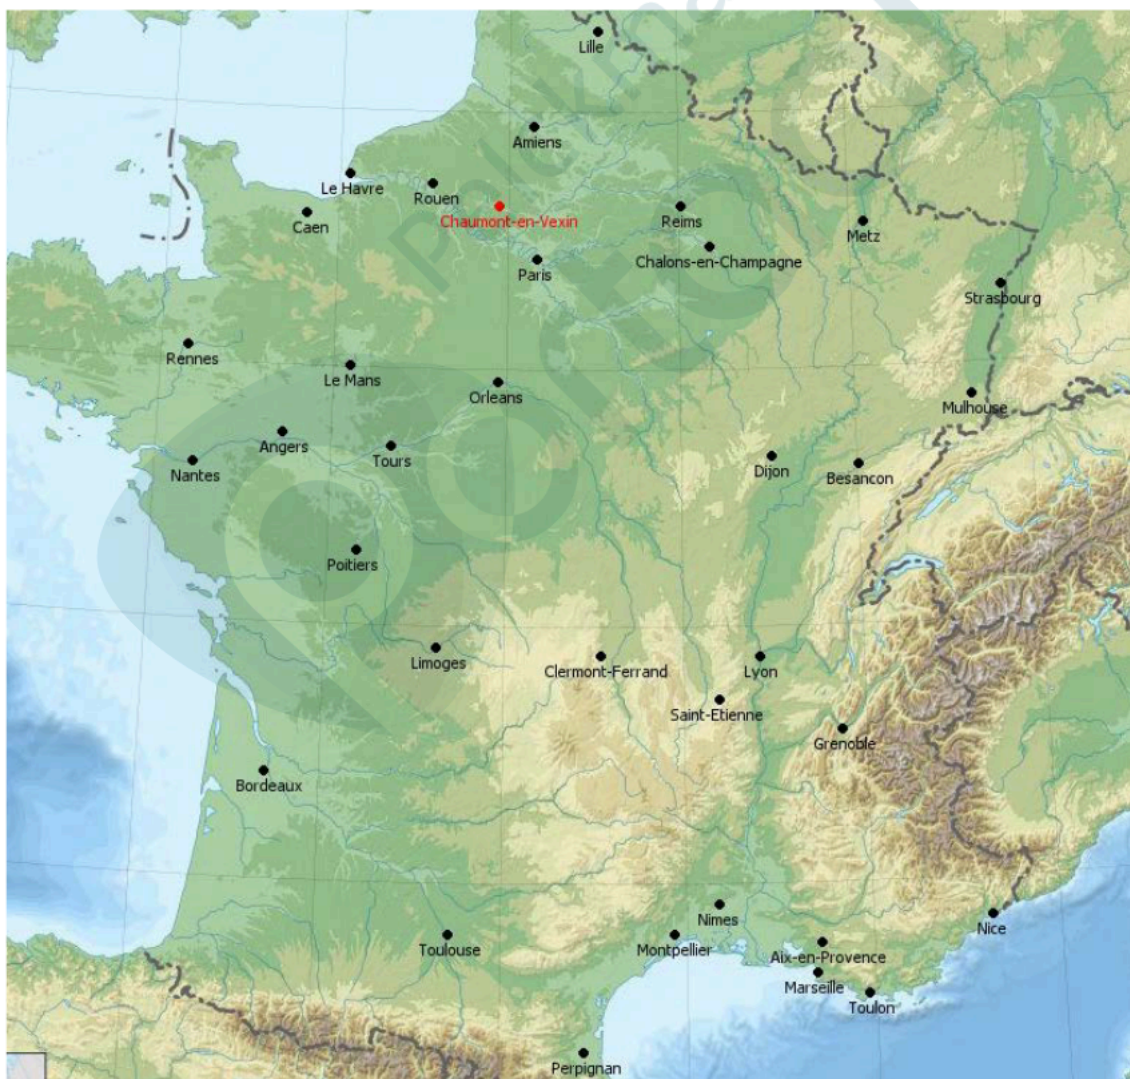 Lille
Amiens
Le Havre
Rouen
Chaumont-en-Vexin
Reims
Caen
Metz
Chalons-en-Champagne
Paris
Strasbourg
Rennes
Le Mans
Orleans
Mulhouse
Angers
Tours
Nantes
Dijon
Besancon
Poitiers
Limoges
Clermont-Ferrand
Lyon
Saint-Etienne
Grenoble
Bordeaux
Nimes
Nice
Toulouse
Montpellier
Aix-en-Provence
Marseille
Toulon
Perpignan